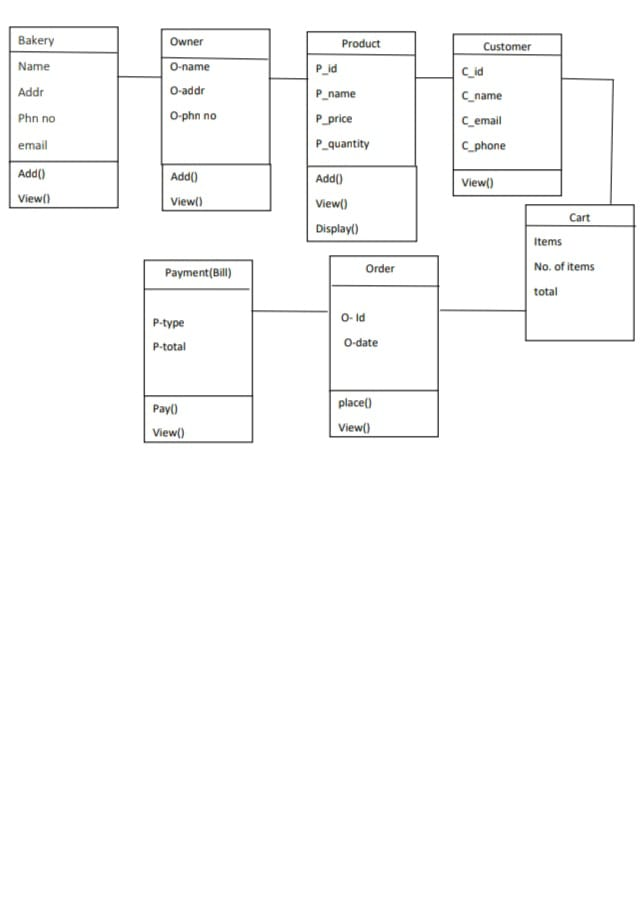 Bakery
Name
Addr
Phn no
email
Add()
View()
Owner
O-name
O-addr
O-phn no
Add()
View()
Product
P_id
P_name
P_price
P_quantity
Add()
View()
Display()
Customer
C_id
C_name
C_email
C_phone
View()
Cart
Items
No. of items
total
Payment(Bill)
P-type
P-total
Pay()
View()
Order
O- Id
O-date
place()
View()